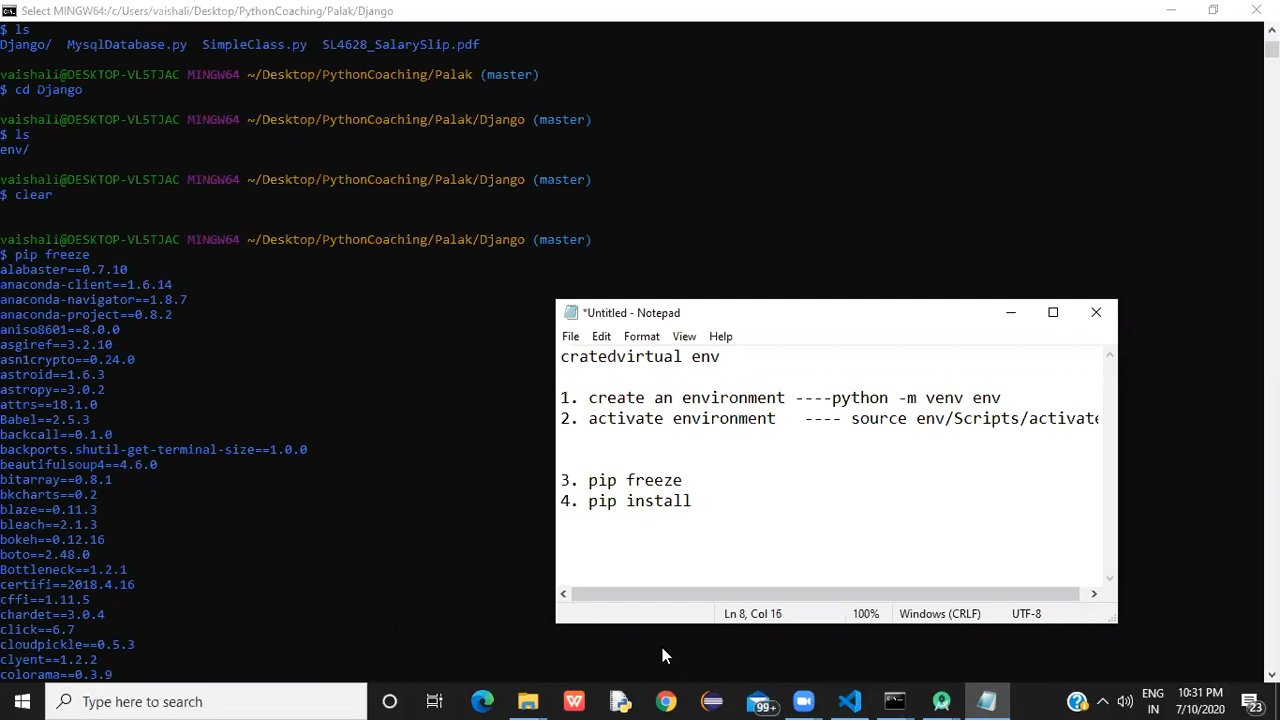 Select MINGW64:/c/Users/vaishali/Desktop/PythonCoaching/Palak/Django
$ ls
Django/  MysqlDatabase.py  SimpleClass.py  SL4628_SalarySlip.pdf
vaishali@DESKTOP-VL5TJAC MINGW64 ~/Desktop/PythonCoaching/Palak (master)
$ cd Django
vaishali@DESKTOP-VL5TJAC MINGW64 ~/Desktop/PythonCoaching/Palak/Django (master)
$ ls
env/
vaishali@DESKTOP-VL5TJAC MINGW64 ~/Desktop/PythonCoaching/Palak/Django (master)
$ clear
vaishali@DESKTOP-VL5TJAC MINGW64 ~/Desktop/PythonCoaching/Palak/Django (master)
$ pip freeze
alabaster==0.7.10
anaconda-client==1.6.14
anaconda-navigator==1.8.7
anaconda-project==0.8.2
aniso8601==8.0.0
asgiref==3.2.10
asn1crypto==0.24.0
astroid==1.6.3
astropy==3.0.2
attrs==18.1.0
Babel==2.5.3
backcall==0.1.0
backports.shutil-get-terminal-size==1.0.0
beautifulsoup4==4.6.0
bitarray==0.8.1
bkcharts==0.2
blaze==0.11.3
bleach==2.1.3
bokeh==0.12.16
boto==2.48.0
Bottleneck==1.2.1
certifi==2018.4.16
cffi==1.11.5
chardet==3.0.4
click==6.7
cloudpickle==0.5.3
clyent==1.2.2
colorama==0.3.9
*Untitled - Notepad
File Edit Format View Help
cratedvirtual env
1. create an environment ----python -m venv env
2. activate environment   ---- source env/Scripts/activate
3. pip freeze
4. pip install
Ln 8, Col 16 100% Windows (CRLF) UTF-8
Type here to search
99+
ENG
IN
10:31 PM
7/10/2020
23